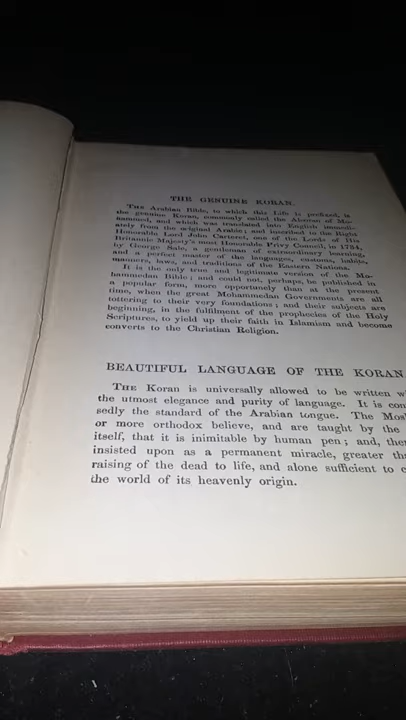 THE GENUINE KORAN.
THE Arabian Bible, to which this Life is prefixed, is
the genuine Koran, commonly called the Alcoran of Mo-
hammed, and which was translated into English immedi-
ately from the original Arabic; and inscribed to the Right
Honorable Lord John Carteret, one of the Lords of His
Britannic Majesty's most Honorable Privy Council, in 1734,
by George Sale, a gentleman of extraordinary learning,
and a perfect master of the languages, customs, habits,
manners, laws, and traditions of the Eastern Nations.
It is the only true and legitimate version of the Mo-
hammedan Bible; and could not, perhaps, be published in
a popular form, more opportunely than at the present
time, when the great Mohammedan Governments are all
tottering to their very foundations; and their subjects are
beginning, in the fulfilment of the prophecies of the Holy
Scriptures, to yield up their faith in Islamism and become
converts to the Christian Religion.
BEAUTIFUL LANGUAGE OF THE KORAN
THE Koran is universally allowed to be written
the utmost elegance and purity of language. It is
sedly the standard of the Arabian tongue. The
or more orthodox believe, and are taught by the
itself, that it is inimitable by human pen; and,
insisted upon as a permanent miracle, greater
raising of the dead to life, and alone sufficient to
the world of its heavenly origin.